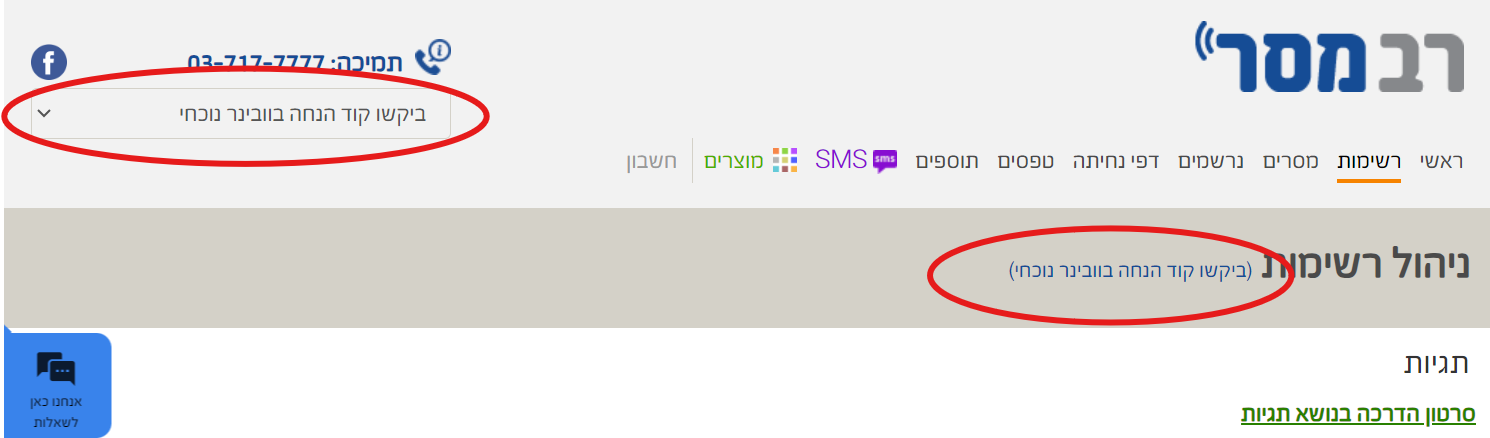 רב מסר
תמיכה: 03-717-7777
ביקשו קוד הנחה בוובינר נוכחי
ראשי רשימות מסרים נרשמים דפי נחיתה טפסים תוספים SMS sms מוצרים חשבון
ניהול רשימות (ביקשו קוד הנחה בוובינר נוכחי)
תגיות
סרטון הדרכה בנושא תגיות
אנחנו כאן
לשאלות